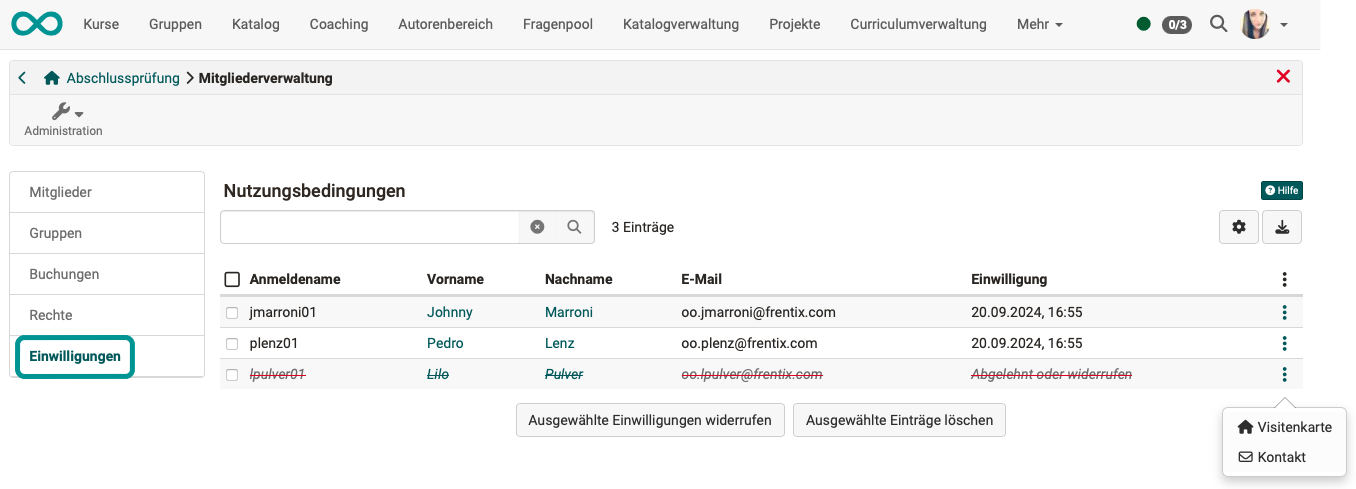 Kurse Gruppen Katalog Coaching Autorenbereich Fragenpool Katalogverwaltung Projekte Curriculumverwaltung Mehr 0/3
Abschlussprüfung Mitgliederverwaltung
Administration
Mitglieder
Gruppen
Buchungen
Rechte
Einwilligungen
Nutzungsbedingungen
Hilfe
3 Einträge
Anmeldename Vorname Nachname E-Mail Einwilligung
jmarroni01 Johnny Marroni oo.jmarroni@frentix.com 20.09.2024, 16:55
plenz01 Pedro Lenz oo.plenz@frentix.com 20.09.2024, 16:55
lpulver01 Lilo Pulver oo.lpulver@frentix.com Abgelehnt oder widerrufen
Ausgewählte Einwilligungen widerrufen Ausgewählte Einträge löschen
Visitenkarte
Kontakt